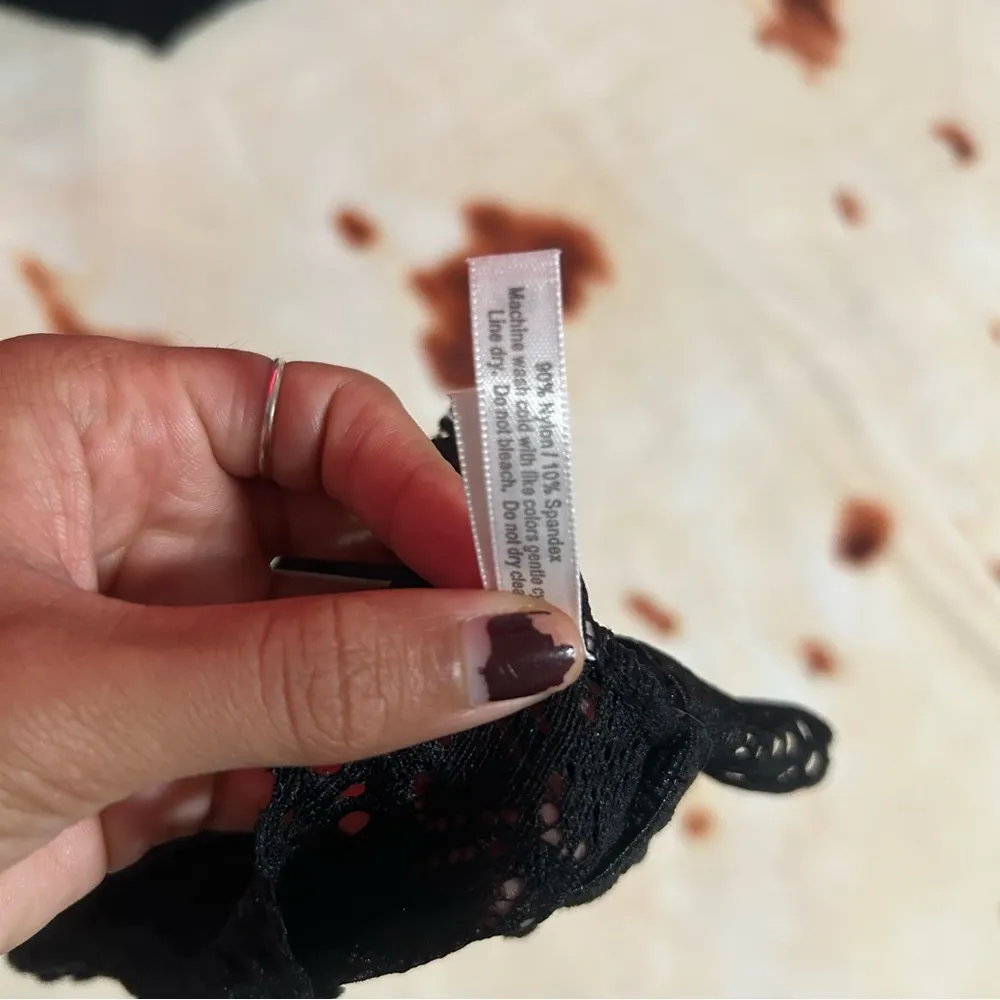 90% Nylon / 10% Spandex
Machine wash cold with like colors gentle
Line dry. Do not bleach. Do not dry